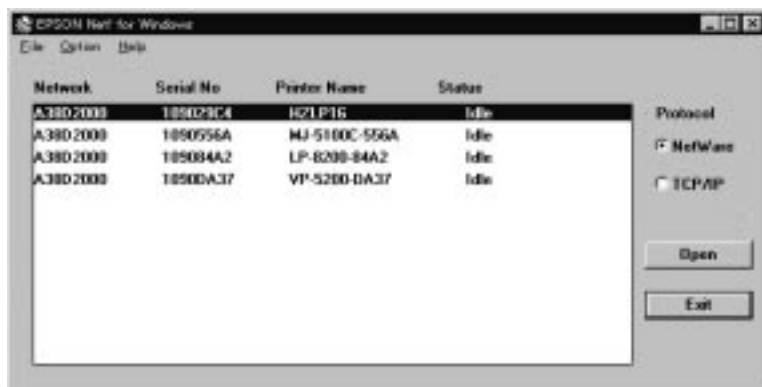 EPSON Net! for Windows
File Option Help
Network Serial No Printer Name Status
A38D2000 109029C4 H2LP16 Idle
A38D2000 1090556A MJ-5100C-556A Idle
A38D2000 109084A2 LP-8200-84A2 Idle
A38D2000 1090DA37 VP-5200-DA37 Idle
Protocol
NetWare
TCP/IP
Open
Exit